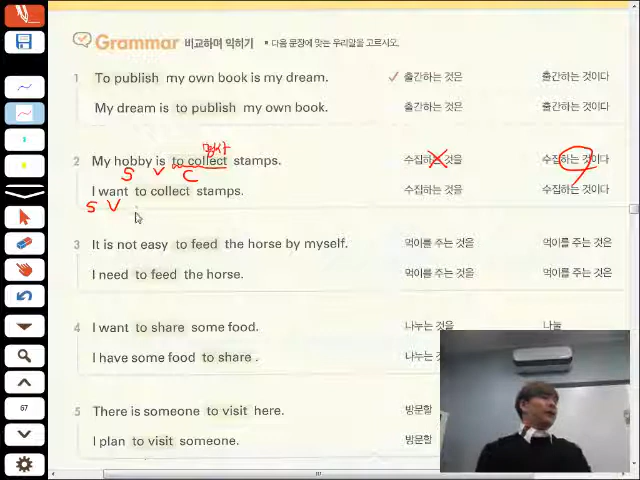 Grammar 비교하며 익히기 • 다음 문장에 맞는 우리말을 고르시오.
1 To publish my own book is my dream. 출간하는 것은 출간하는 것이다
My dream is to publish my own book. 출간하는 것은 출간하는 것이다
명사
2 My hobby is to collect stamps. 수집하는 것을 수집하는 것이다
S V C
I want to collect stamps. 수집하는 것을 수집하는 것이다
S V
3 It is not easy to feed the horse by myself. 먹이를 주는 것을 먹이를 주는 것은
I need to feed the horse. 먹이를 주는 것을 먹이를 주는 것은
4 I want to share some food. 나누는 것을 나눌
I have some food to share. 나누는
5 There is someone to visit here. 방문할
I plan to visit someone. 방문할
67